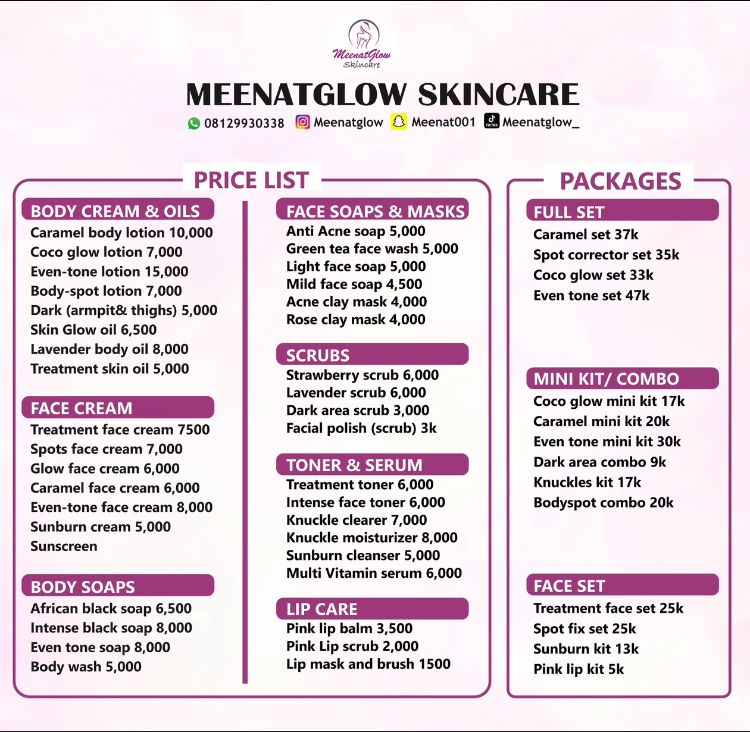 MeenatGlow
Skincare
MEENATGLOW SKINCARE
08129930338 Meenatglow Meenat001 Meenatglow_
PRICE LIST
BODY CREAM & OILS
Caramel body lotion 10,000
Coco glow lotion 7,000
Even-tone lotion 15,000
Body-spot lotion 7,000
Dark (armpit& thighs) 5,000
Skin Glow oil 6,500
Lavender body oil 8,000
Treatment skin oil 5,000
FACE CREAM
Treatment face cream 7500
Spots face cream 7,000
Glow face cream 6,000
Caramel face cream 6,000
Even-tone face cream 8,000
Sunburn cream 5,000
Sunscreen
BODY SOAPS
African black soap 6,500
Intense black soap 8,000
Even tone soap 8,000
Body wash 5,000
FACE SOAPS & MASKS
Anti Acne soap 5,000
Green tea face wash 5,000
Light face soap 5,000
Mild face soap 4,500
Acne clay mask 4,000
Rose clay mask 4,000
SCRUBS
Strawberry scrub 6,000
Lavender scrub 6,000
Dark area scrub 3,000
Facial polish (scrub) 3k
TONER & SERUM
Treatment toner 6,000
Intense face toner 6,000
Knuckle clearer 7,000
Knuckle moisturizer 8,000
Sunburn cleanser 5,000
Multi Vitamin serum 6,000
LIP CARE
Pink lip balm 3,500
Pink Lip scrub 2,000
Lip mask and brush 1500
PACKAGES
FULL SET
Caramel set 37k
Spot corrector set 35k
Coco glow set 33k
Even tone set 47k
MINI KIT/ COMBO
Coco glow mini kit 17k
Caramel mini kit 20k
Even tone mini kit 30k
Dark area combo 9k
Knuckles kit 17k
Bodyspot combo 20k
FACE SET
Treatment face set 25k
Spot fix set 25k
Sunburn kit 13k
Pink lip kit 5k